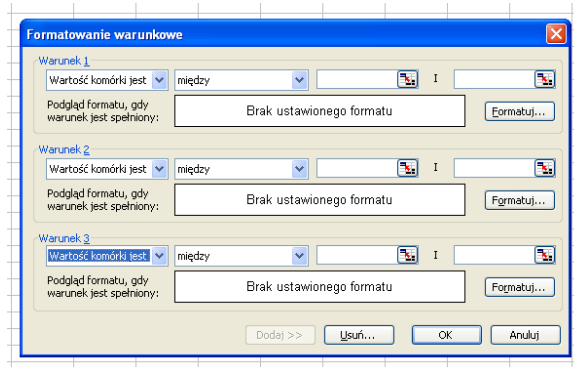 Formatowanie warunkowe
Warunek 1
Wartość komórki jest między I
Podgląd formatu, gdy
warunek jest spełniony:
Brak ustawionego formatu
Formatuj...
Warunek 2
Wartość komórki jest między I
Podgląd formatu, gdy
warunek jest spełniony:
Brak ustawionego formatu
Formatuj...
Warunek 3
Wartość komórki jest między I
Podgląd formatu, gdy
warunek jest spełniony:
Brak ustawionego formatu
Formatuj...
Dodaj >> Usuń... OK Anuluj